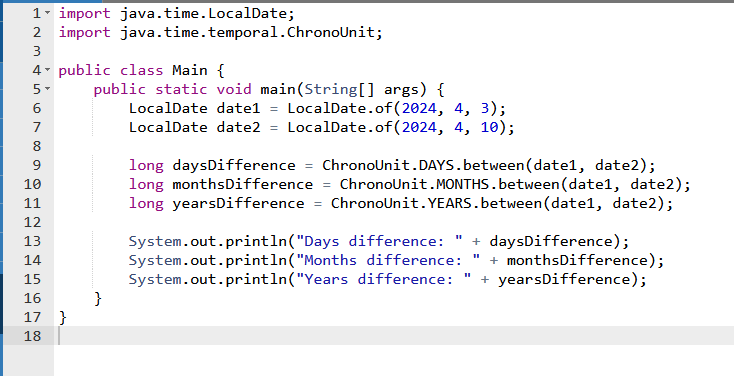 1 import java.time.LocalDate;
2 import java.time.temporal.ChronoUnit;
3
4 public class Main {
5     public static void main(String[] args) {
6         LocalDate date1 = LocalDate.of(2024, 4, 3);
7         LocalDate date2 = LocalDate.of(2024, 4, 10);
8
9         long daysDifference = ChronoUnit.DAYS.between(date1, date2);
10         long monthsDifference = ChronoUnit.MONTHS.between(date1, date2);
11         long yearsDifference = ChronoUnit.YEARS.between(date1, date2);
12
13         System.out.println("Days difference: " + daysDifference);
14         System.out.println("Months difference: " + monthsDifference);
15         System.out.println("Years difference: " + yearsDifference);
16     }
17 }
18